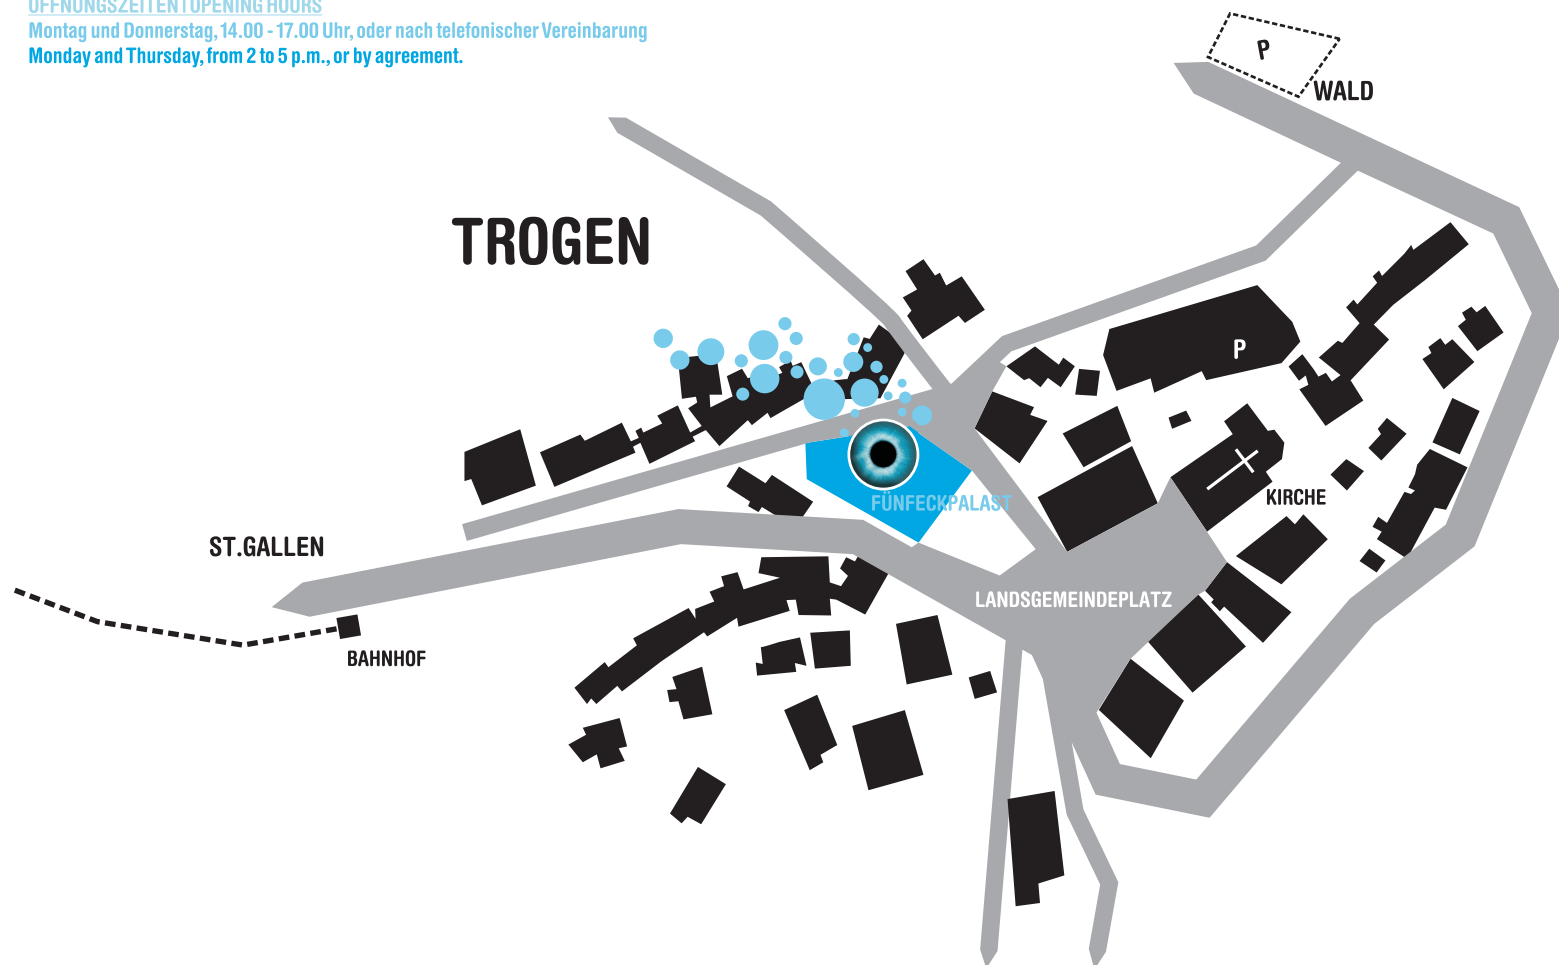 ÖFFNUNGSZEITEN I OPENING HOURS
Montag und Donnerstag, 14.00 - 17.00 Uhr, oder nach telefonischer Vereinbarung
Monday and Thursday, from 2 to 5 p.m., or by agreement.
P
WALD
TROGEN
P
FÜNFECKPALAST
KIRCHE
ST.GALLEN
LANDSGEMEINDEPLATZ
BAHNHOF